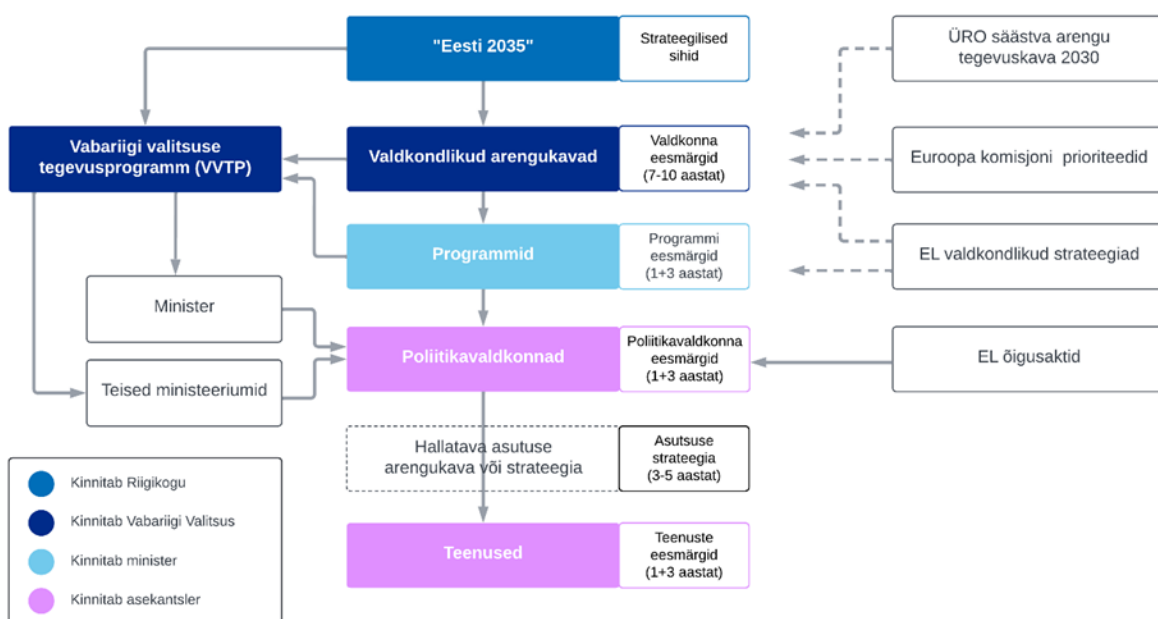 "Eesti 2035"
Strateegilised
sihid
ÜRO säästva arengu
tegevuskava 2030
Vabariigi valitsuse
tegevusprogramm (VVTP)
Valdkondlikud arengukavad
Valdkonna
eesmärgid
(7-10 aastat)
Euroopa komisjoni prioriteedid
Programmid
Programmi
eesmärgid
(1+3 aastat)
EL valdkondlikud strateegiad
Minister
Poliitikavaldkonnad
Poliitikavaldkonna
eesmärgid
(1+3 aastat)
EL õigusaktid
Teised ministeeriumid
Hallatava asutuse
arengukava või strateegia
Asutsuse
strateegia
(3-5 aastat)
Kinnitab Riigikogu
Kinnitab Vabariigi Valitsus
Kinnitab minister
Kinnitab asekantsler
Teenused
Teenuste
eesmärgid
(1+3 aastat)